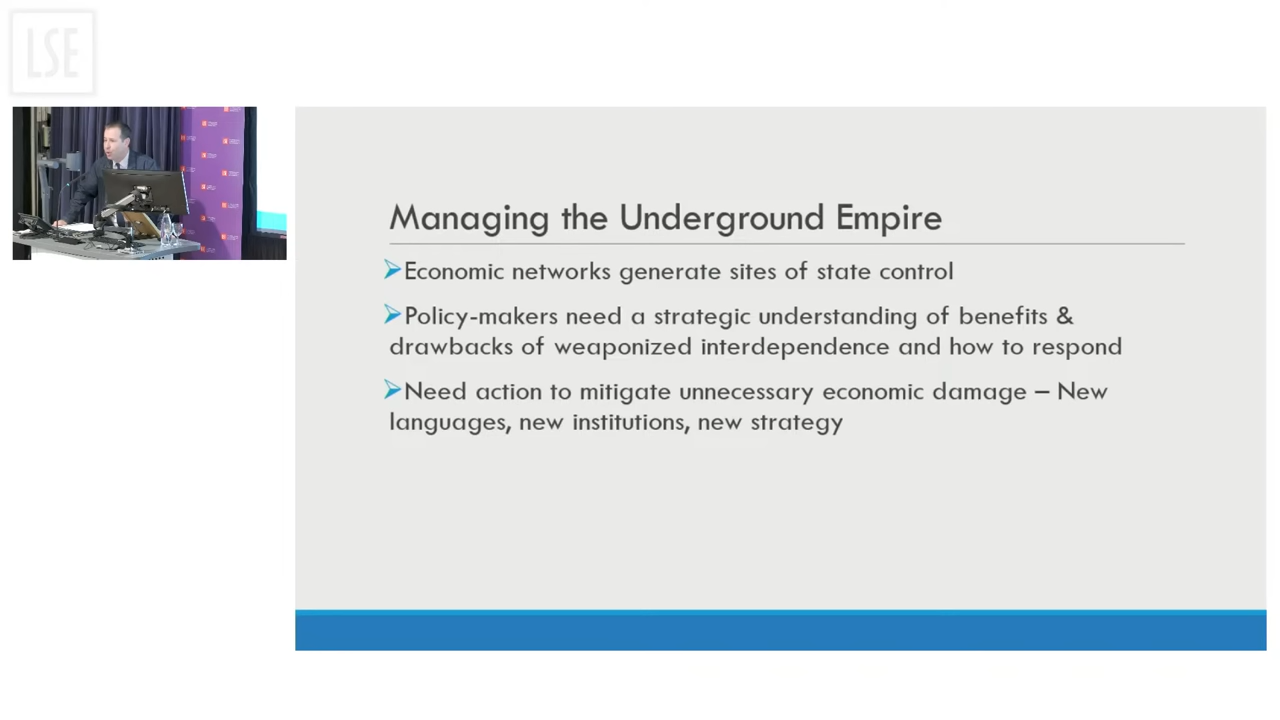 LSE
Managing the Underground Empire
➢Economic networks generate sites of state control
➢Policy-makers need a strategic understanding of benefits &
drawbacks of weaponized interdependence and how to respond
➢Need action to mitigate unnecessary economic damage – New
languages, new institutions, new strategy